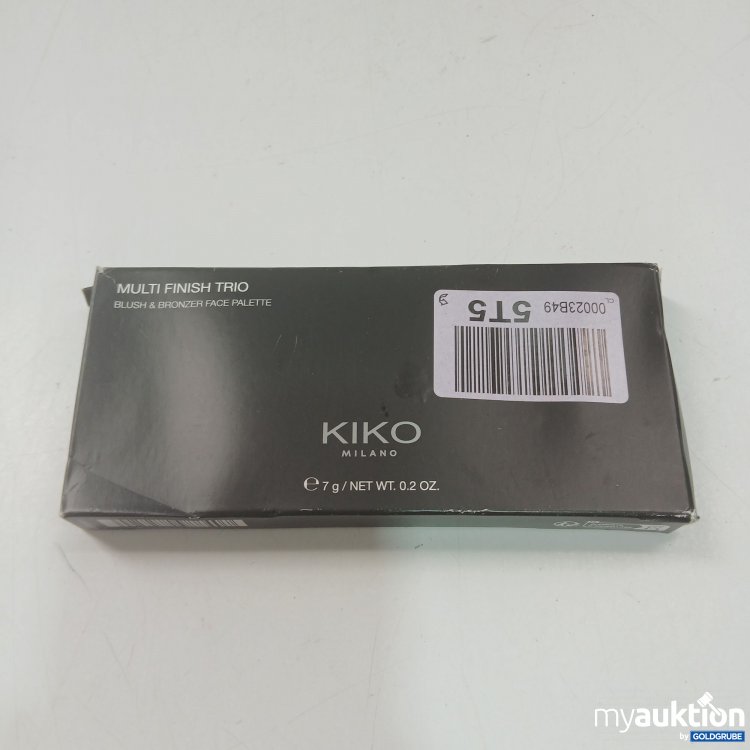 MULTI FINISH TRIO
BLUSH & BRONZER FACE PALETTE
CL
00023B49
5T5
KIKO
MILANO
℮ 7 g / NET WT. 0.2 OZ.
myauktion
by GOLDGRUBE